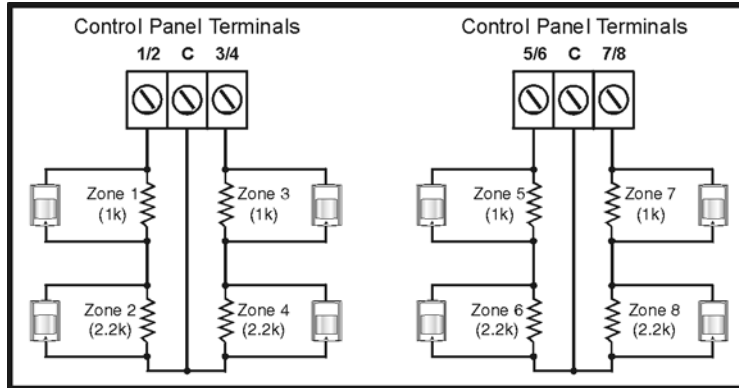 Control Panel Terminals
1/2 C 3/4
Zone 1
(1k)
Zone 3
(1k)
Zone 2
(2.2k)
Zone 4
(2.2k)
Control Panel Terminals
5/6 C 7/8
Zone 5
(1k)
Zone 7
(1k)
Zone 6
(2.2k)
Zone 8
(2.2k)